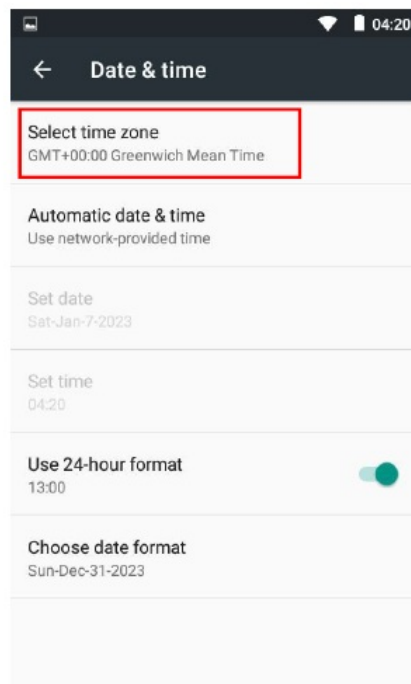 04:20
Date & time
Select time zone
GMT+00:00 Greenwich Mean Time
Automatic date & time
Use network-provided time
Set date
Sat-Jan-7-2023
Set time
04:20
Use 24-hour format
13:00
Choose date format
Sun-Dec-31-2023